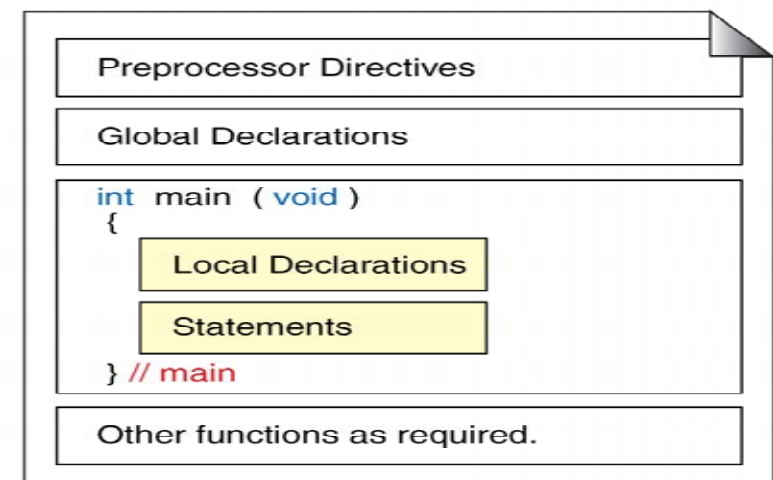 Preprocessor Directives
Global Declarations
int main ( void )
{
Local Declarations
Statements
} // main
Other functions as required.